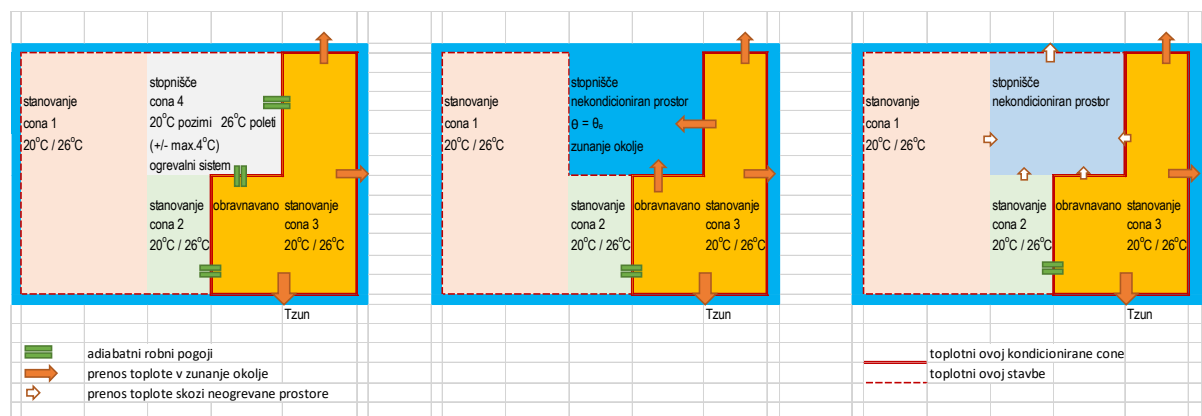 stanovanje
cona 1
20°C / 26°C
stopnišče
cona 4
20°C pozimi 26°C poleti
(+/- max.4°C)
ogrevalni sistem
stanovanje
cona 2
20°C / 26°C
obravnavano stanovanje
cona 3
20°C / 26°C
Tzun
stanovanje
cona 1
20°C / 26°C
stopnišče
nekondicioniran prostor
θ = θe
zunanje okolje
stanovanje
cona 2
20°C / 26°C
obravnavano stanovanje
cona 3
20°C / 26°C
Tzun
stanovanje
cona 1
20°C / 26°C
stopnišče
nekondicioniran prostor
stanovanje
cona 2
20°C / 26°C
obravnavano stanovanje
cona 3
20°C / 26°C
Tzun
adiabatni robni pogoji
prenos toplote v zunanje okolje
prenos toplote skozi neogrevane prostore
toplotni ovoj kondicionirane cone
toplotni ovoj stavbe